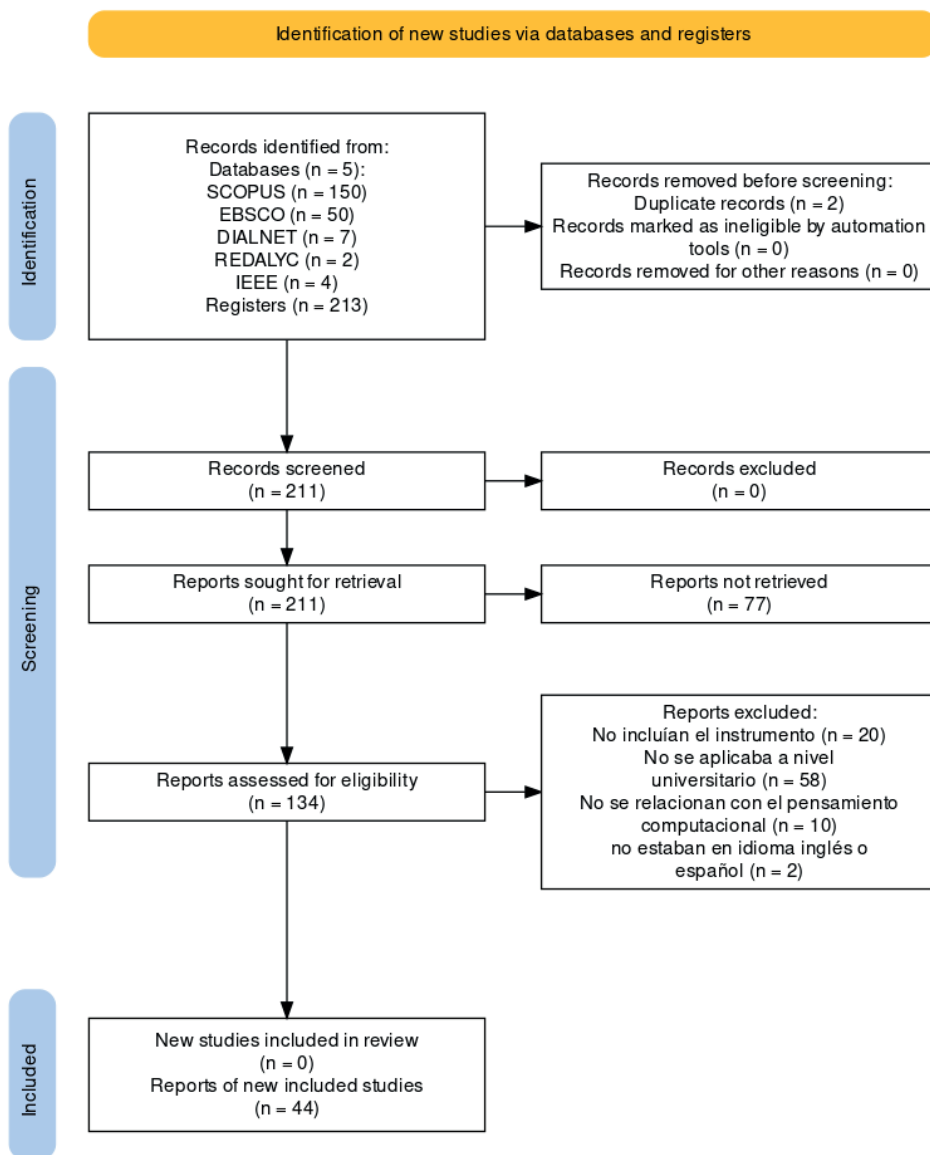 Identification of new studies via databases and registers
Identification
Records identified from:
Databases (n = 5):
SCOPUS (n = 150)
EBSCO (n = 50)
DIALNET (n = 7)
REDALYC (n = 2)
IEEE (n = 4)
Registers (n = 213)
Records removed before screening:
Duplicate records (n = 2)
Records marked as ineligible by automation
tools (n = 0)
Records removed for other reasons (n = 0)
Screening
Records screened
(n = 211)
Records excluded
(n = 0)
Reports sought for retrieval
(n = 211)
Reports not retrieved
(n = 77)
Reports assessed for eligibility
(n = 134)
Reports excluded:
No incluían el instrumento (n = 20)
No se aplicaba a nivel
universitario (n = 58)
No se relacionan con el pensamiento
computacional (n = 10)
no estaban en idioma inglés o
español (n = 2)
Included
New studies included in review
(n = 0)
Reports of new included studies
(n = 44)